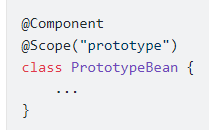 @Component
@Scope("prototype")
class PrototypeBean {
    ...
}